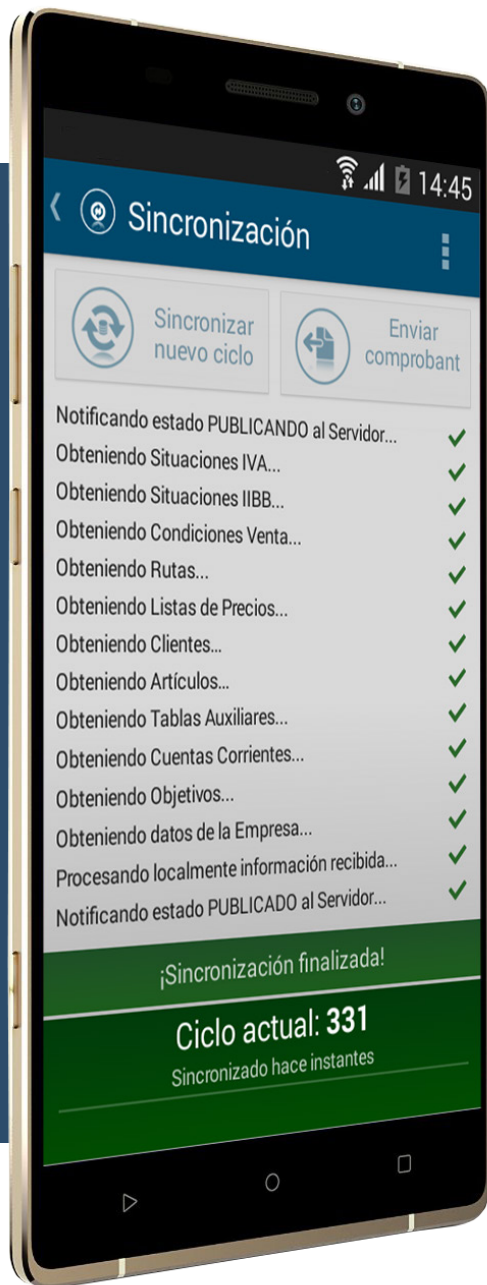 14:45
Sincronización
Sincronizar
nuevo ciclo
Enviar
comprobant
Notificando estado PUBLICANDO al Servidor...
Obteniendo Situaciones IVA...
Obteniendo Situaciones IIBB...
Obteniendo Condiciones Venta...
Obteniendo Rutas...
Obteniendo Listas de Precios...
Obteniendo Clientes...
Obteniendo Artículos...
Obteniendo Tablas Auxiliares...
Obteniendo Cuentas Corrientes...
Obteniendo Objetivos...
Obteniendo datos de la Empresa...
Procesando localmente información recibida...
Notificando estado PUBLICADO al Servidor...
¡Sincronización finalizada!
Ciclo actual: 331
Sincronizado hace instantes